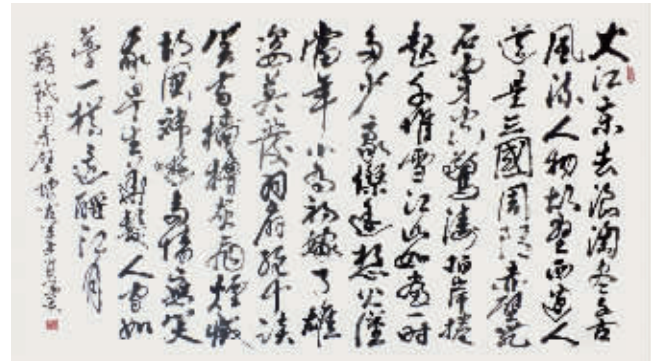 大江東去浪淘尽千古
風流人物故壘西邊人
道是三國周郎赤壁乱
石穿空驚濤拍岸捲
起千堆雪江山如畫一時
多少豪傑遙想公瑾
當年小喬初嫁了雄
姿英發羽扇綸巾談
笑間檣櫓灰飛煙滅
故國神遊多情應笑
我早生華髮人間如
夢一樽還酹江月
蘇軾詞赤壁懷古